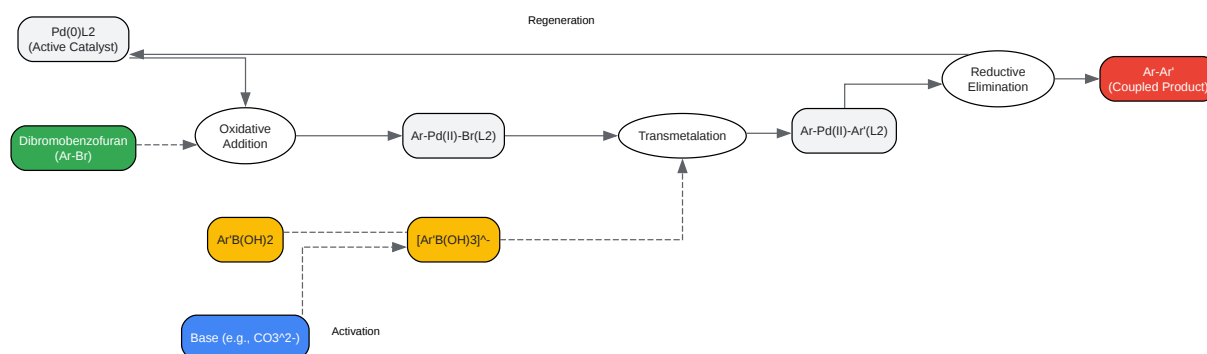 Regeneration
Pd(0)L2
(Active Catalyst)
Reductive
Elimination
Ar-Ar'
(Coupled Product)
Oxidative
Addition
Ar-Pd(II)-Br(L2)
Transmetalation
Ar-Pd(II)-Ar'(L2)
Dibromobenzofuran
(Ar-Br)
Ar'B(OH)2
[Ar'B(OH)3]^-
Base (e.g., CO3^2-)
Activation